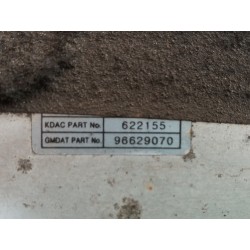 KDAC PART No. 622155
GMDAT PART No. 96629070